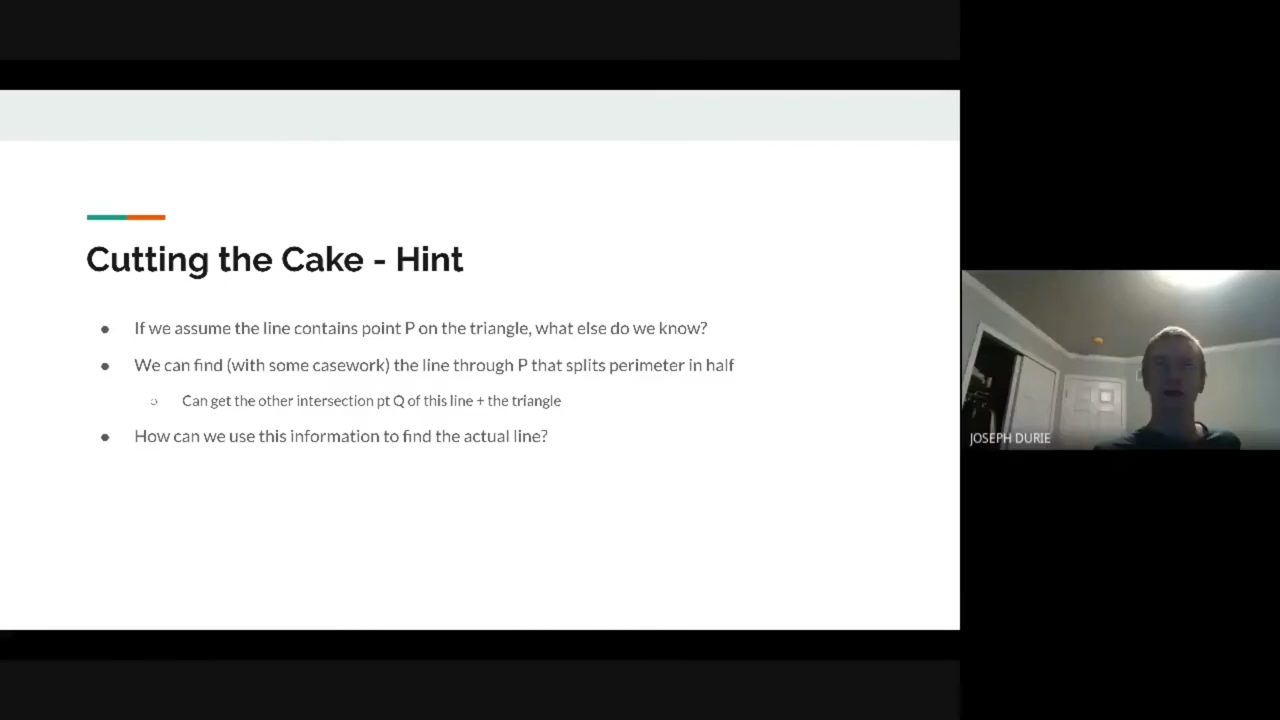 Cutting the Cake - Hint
● If we assume the line contains point P on the triangle, what else do we know?
● We can find (with some casework) the line through P that splits perimeter in half
○ Can get the other intersection pt Q of this line + the triangle
● How can we use this information to find the actual line?
JOSEPH DURIE